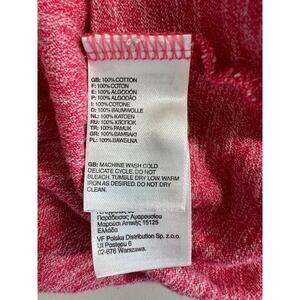 GB: 100% COTTON
F: 100% COTON
E: 100% ALGODÓN
P: 100% ALGODÃO
I: 100% COTONE
D: 100% BAUMWOLLE
NL: 100% KATOEN
RU: 100% ХЛОПОК
TR: 100% PAMUK
GR: 100% ΒΑΜΒΑΚΙ
PL: 100% BAWEŁNA
GB: MACHINE WASH COLD
DELICATE CYCLE. DO NOT
BLEACH. TUMBLE DRY LOW. WARM
IRON AS DESIRED. DO NOT DRY
CLEAN.
Παράδεισος Αμαρουσίου
Μαρούσι Αττικής 15125
Ελλάδα
VF Polska Distribution Sp. z.o.o.
Ul Postępu 6
02-676 Warszawa.